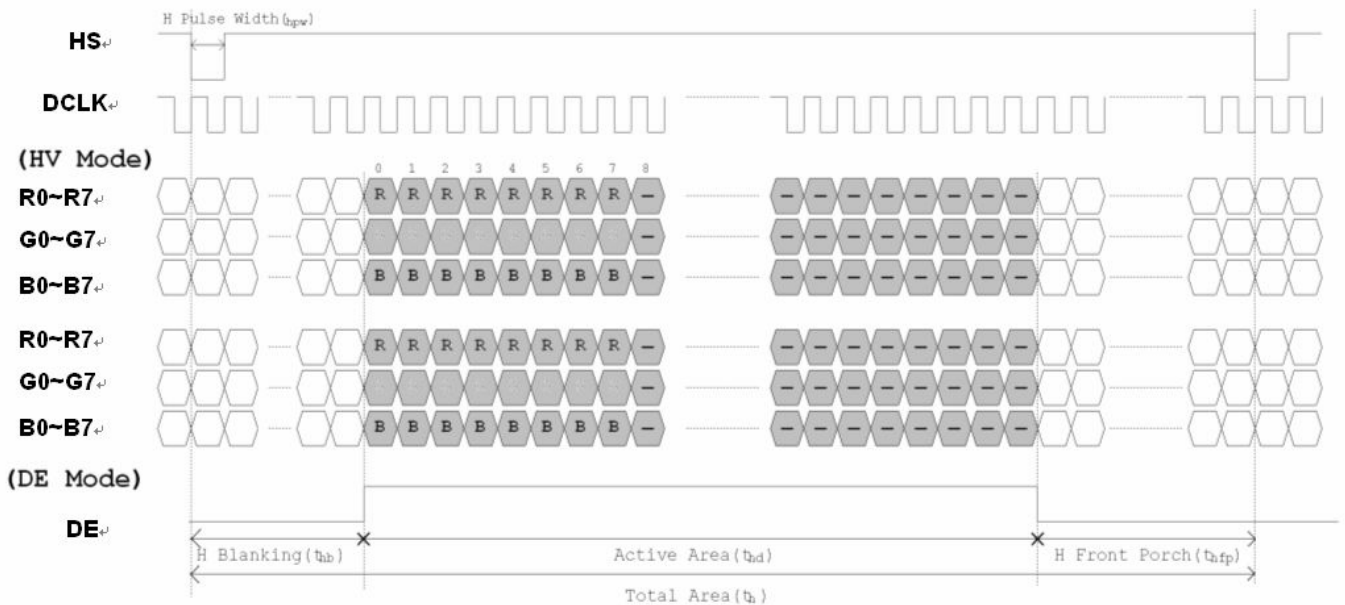 H Pulse Width(thpw)
HS
DCLK
(HV Mode)
0 1 2 3 4 5 6 7 8
R0~R7 R R R R R R R R - - - - - - - - -
G0~G7 - - - - - - - - -
B0~B7 B B B B B B B B - - - - - - - - -
R0~R7 R R R R R R R R - - - - - - - - -
G0~G7 - - - - - - - - -
B0~B7 B B B B B B B B - - - - - - - - -
(DE Mode)
DE
H Blanking(thb) Active Area(thd) H Front Porch(thfp)
Total Area(th)